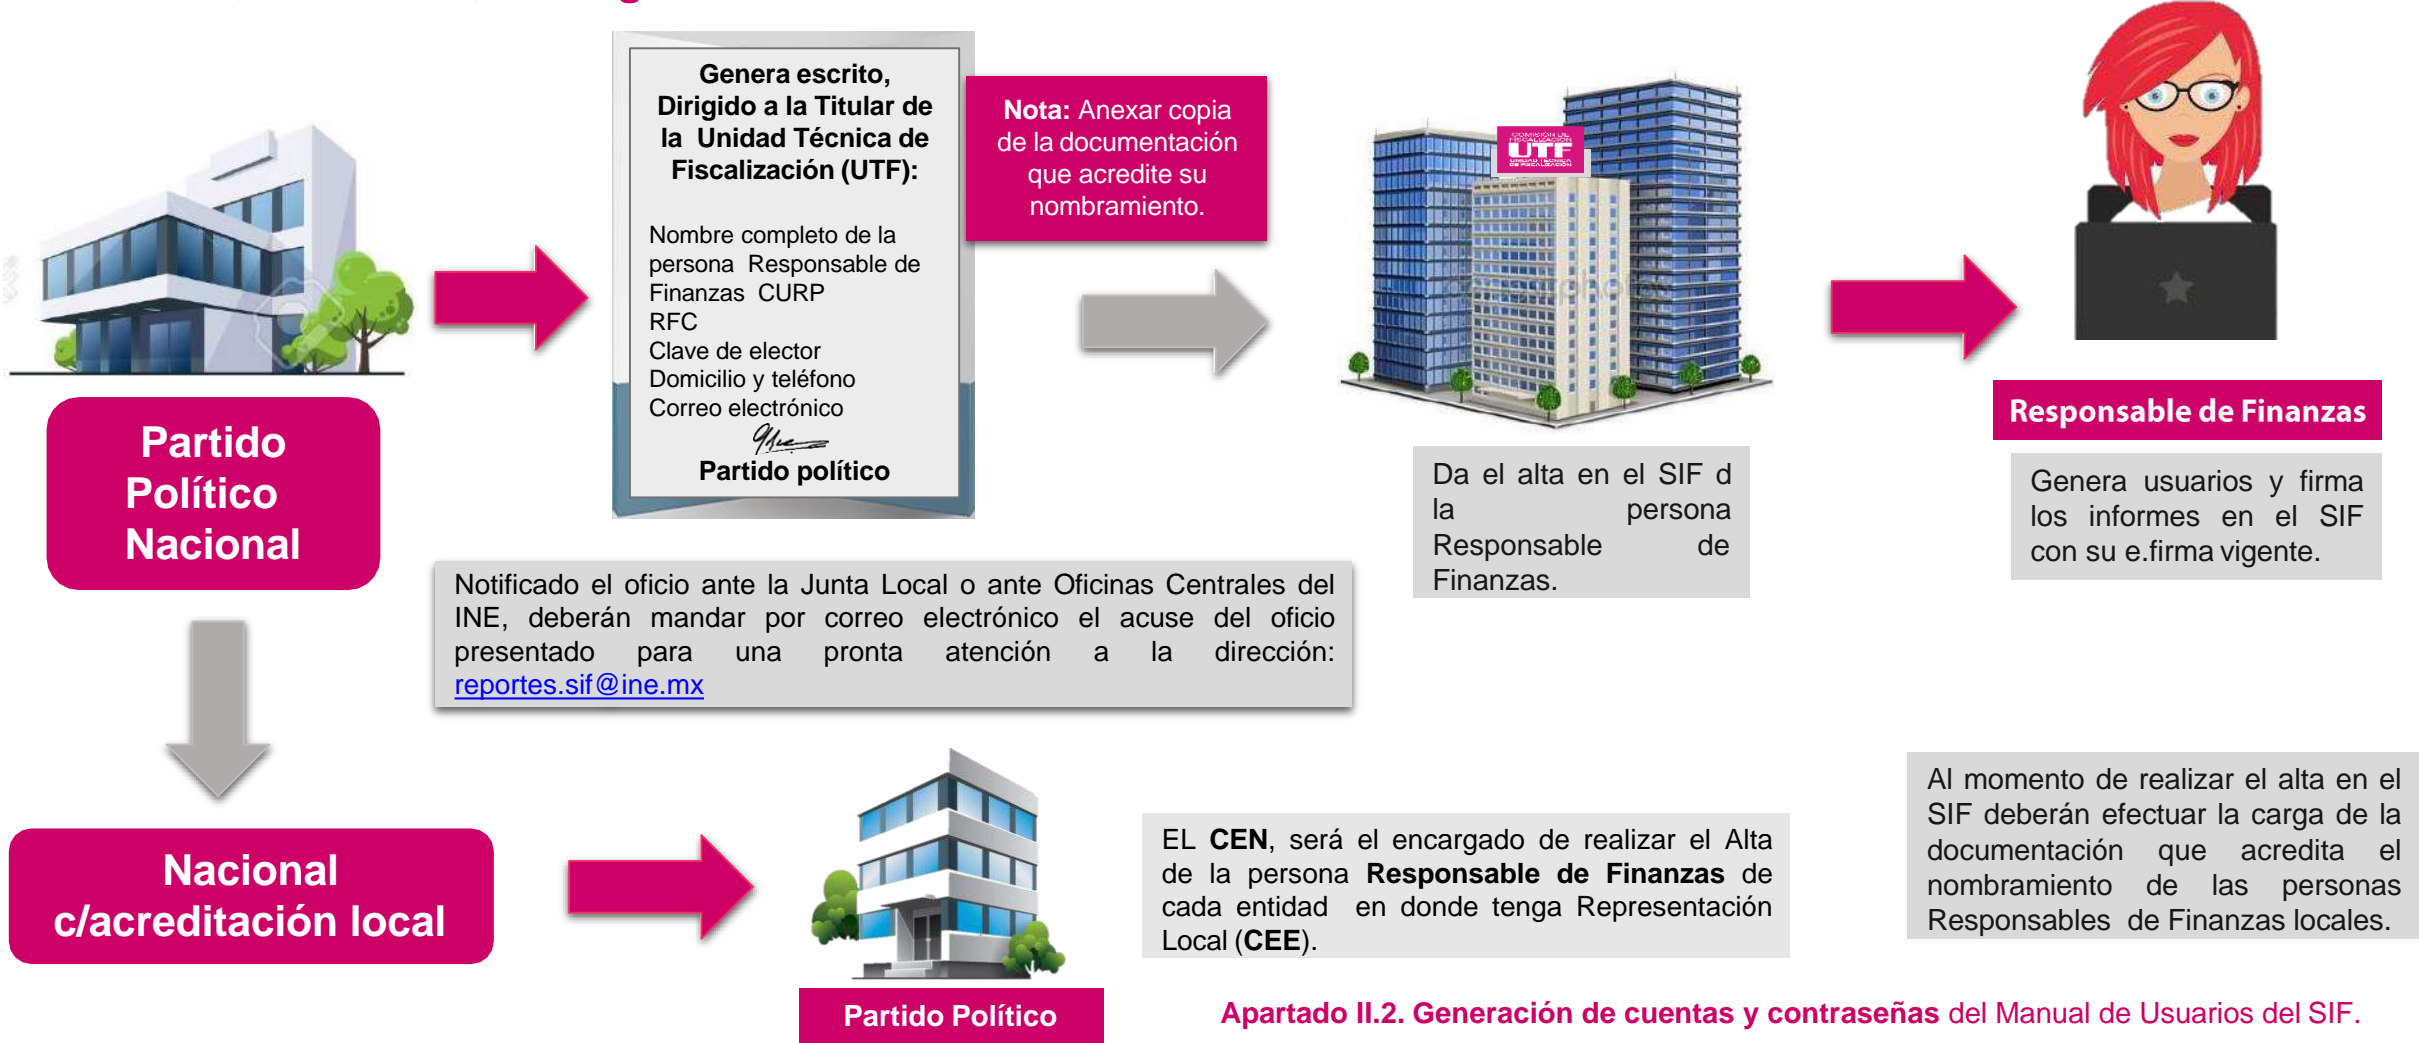 Genera escrito,
Dirigido a la Titular de
la Unidad Técnica de
Fiscalización (UTF):
Nombre completo de la
persona Responsable de
Finanzas CURP
RFC
Clave de elector
Domicilio y teléfono
Correo electrónico
Partido político
Nota: Anexar copia
de la documentación
que acredite su
nombramiento.
COMISIÓN DE
FISCALIZACIÓN
UTF
UNIDAD TÉCNICA
DE FISCALIZACIÓN
Responsable de Finanzas
Partido
Político
Nacional
Da el alta en el SIF d
la persona
Responsable de
Finanzas.
Genera usuarios y firma
los informes en el SIF
con su e.firma vigente.
Notificado el oficio ante la Junta Local o ante Oficinas Centrales del
INE, deberán mandar por correo electrónico el acuse del oficio
presentado para una pronta atención a la dirección:
reportes.sif@ine.mx
Nacional
c/acreditación local
Partido Político
EL CEN, será el encargado de realizar el Alta
de la persona Responsable de Finanzas de
cada entidad en donde tenga Representación
Local (CEE).
Al momento de realizar el alta en el
SIF deberán efectuar la carga de la
documentación que acredita el
nombramiento de las personas
Responsables de Finanzas locales.
Apartado II.2. Generación de cuentas y contraseñas del Manual de Usuarios del SIF.